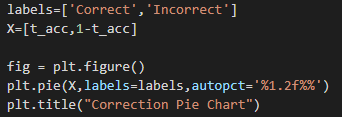 labels=['Correct','Incorrect']
X=[t_acc,1-t_acc]
fig = plt.figure()
plt.pie(X,labels=labels,autopct='%1.2f%%')
plt.title("Correction Pie Chart")